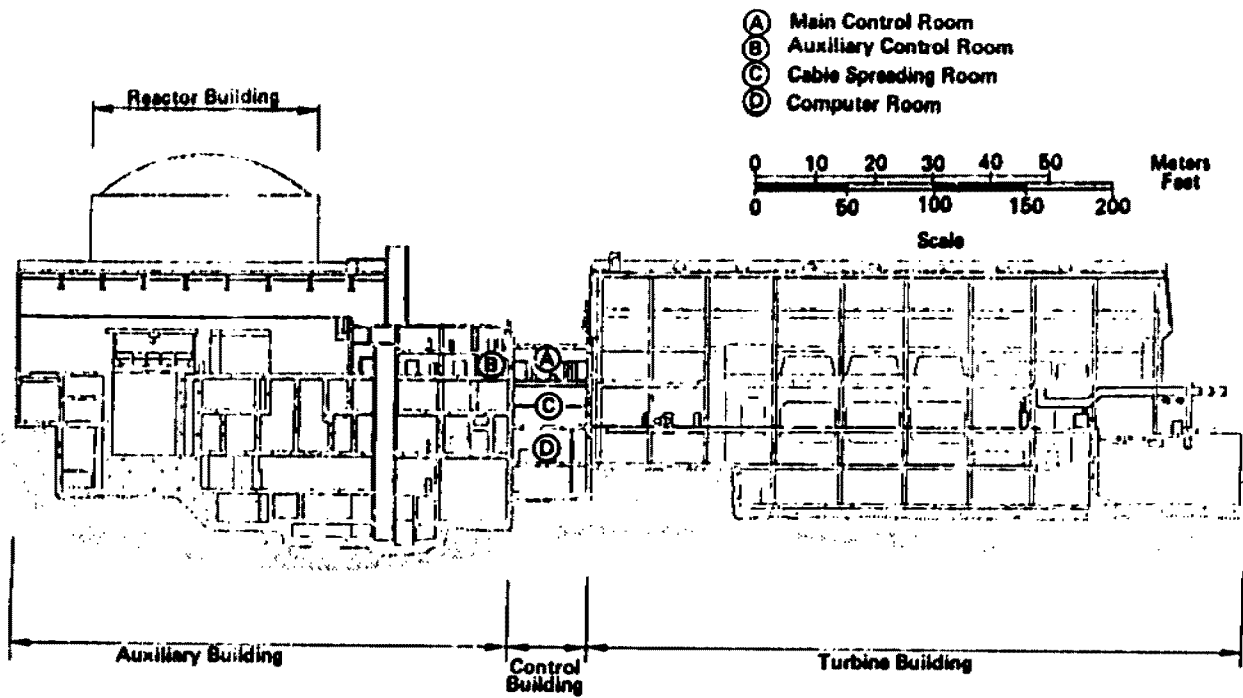 Ⓐ Main Control Room
Ⓑ Auxiliary Control Room
Ⓒ Cable Spreading Room
Ⓓ Computer Room
Reactor Building
0 10 20 30 40 50 Meters
Feet
0 50 100 150 200
Scale
Ⓑ Ⓐ
Ⓒ
Ⓓ
Auxiliary Building
Control
Building
Turbine Building